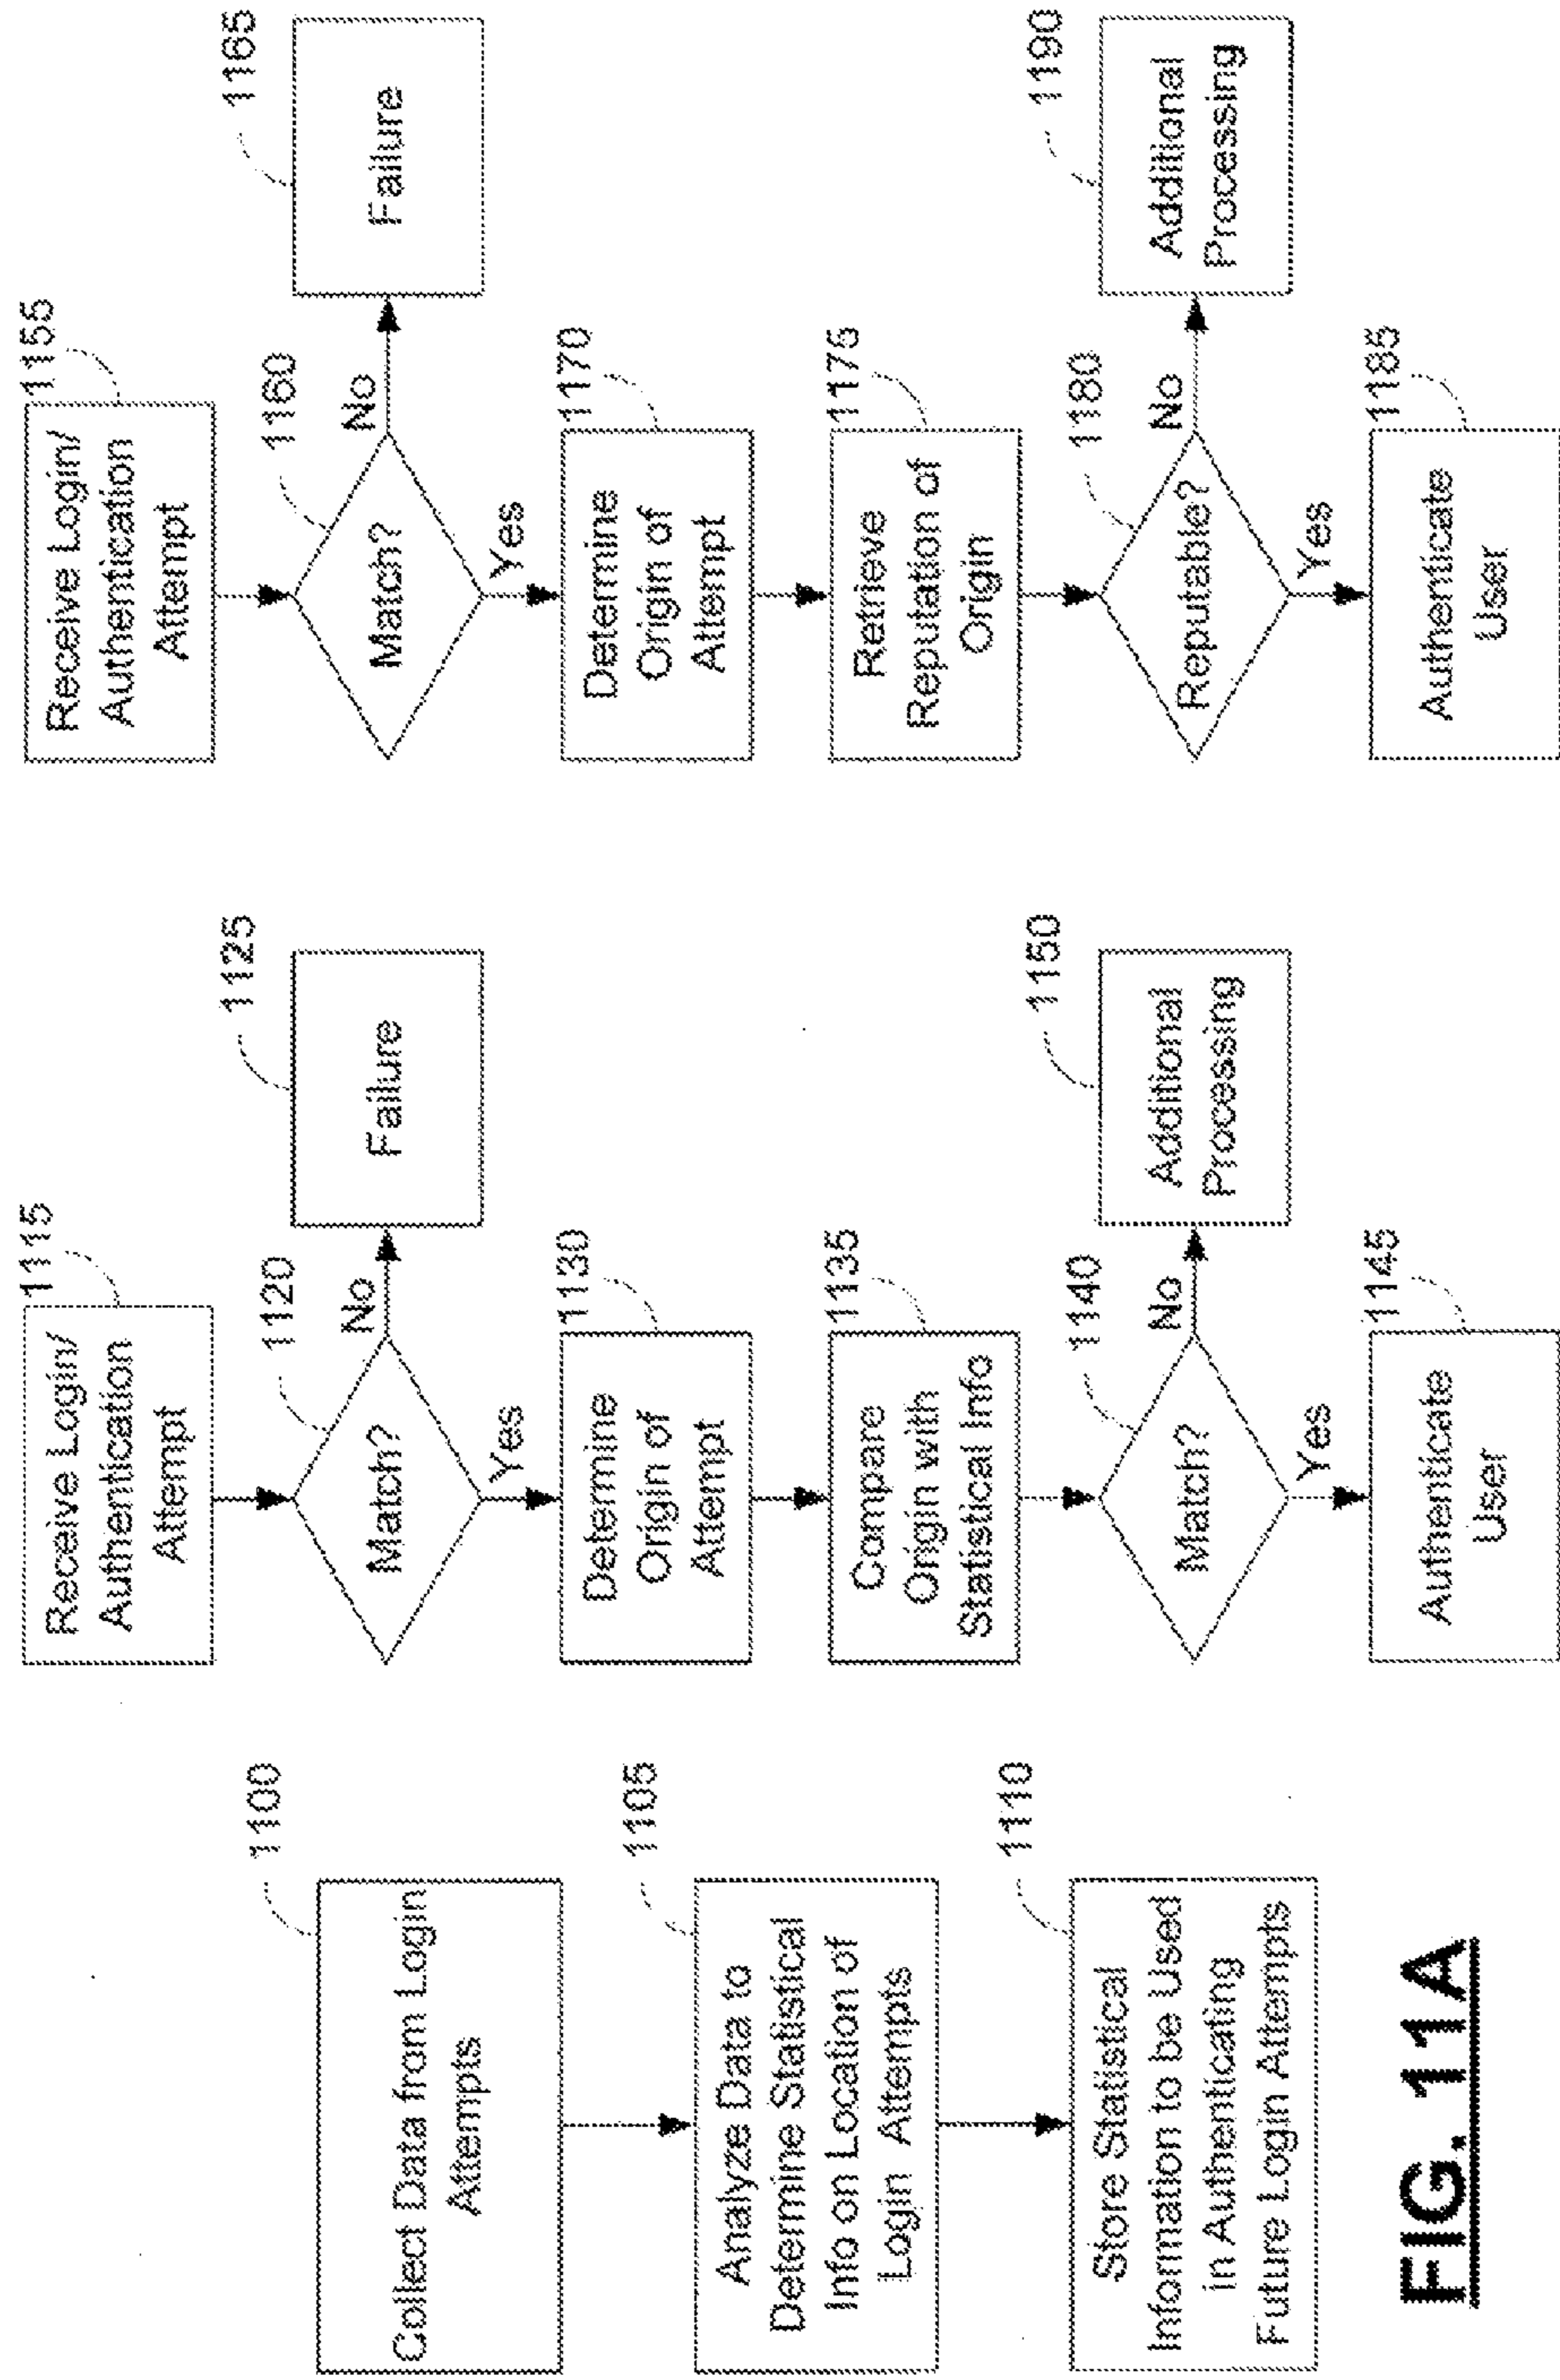 1100
Collect Data from Login
Attempts
1105
Analyze Data to
Determine Statistical
Info on Location of
Login Attempts
1110
Store Statistical
Information to be Used
in Authenticating
Future Login Attempts
FIG. 11A
1115
Receive Login/
Authentication
Attempt
1120
Match?
No
1125
Failure
Yes
1130
Determine
Origin of
Attempt
1135
Compare
Origin with
Statistical Info
1140
Match?
No
1150
Additional
Processing
Yes
1145
Authenticate
User
1155
Receive Login/
Authentication
Attempt
1160
Match?
No
1165
Failure
Yes
1170
Determine
Origin of
Attempt
1175
Retrieve
Reputation of
Origin
1180
Reputable?
No
1190
Additional
Processing
Yes
1185
Authenticate
User